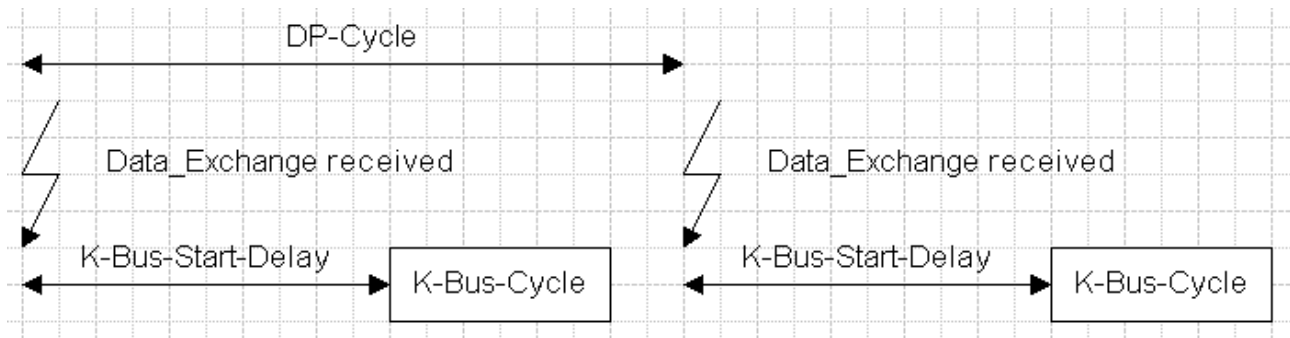 DP-Cycle
Data_Exchange received
Data_Exchange received
K-Bus-Start-Delay
K-Bus-Cycle
K-Bus-Start-Delay
K-Bus-Cycle